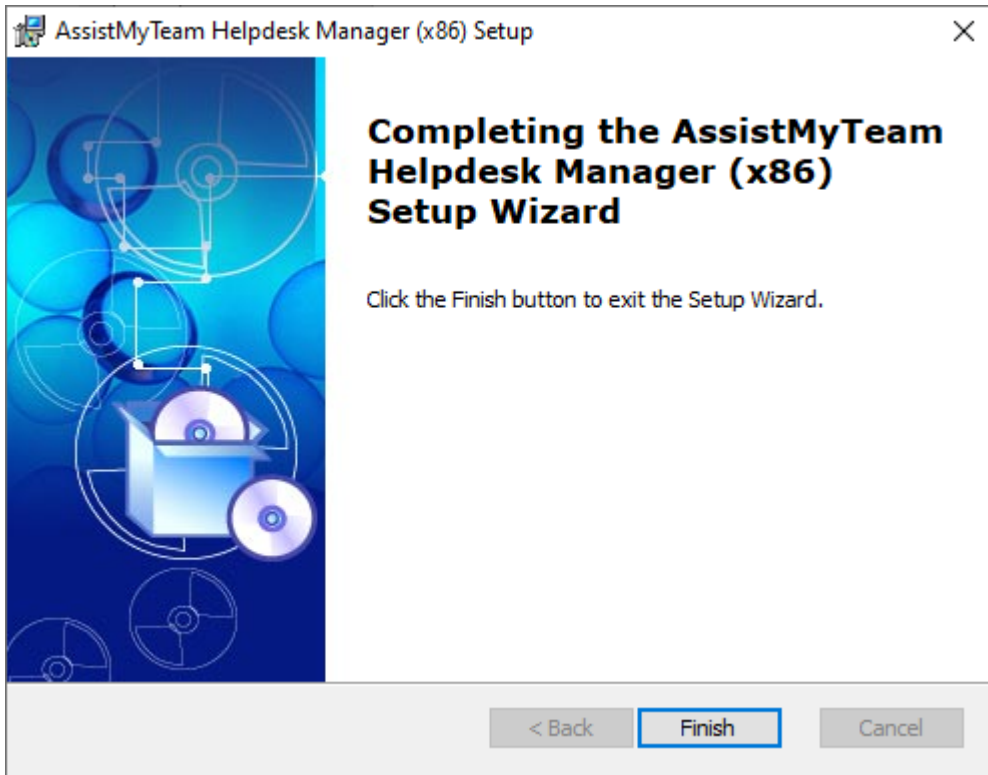 AssistMyTeam Helpdesk Manager (x86) Setup
Completing the AssistMyTeam
Helpdesk Manager (x86)
Setup Wizard
Click the Finish button to exit the Setup Wizard.
< Back Finish Cancel